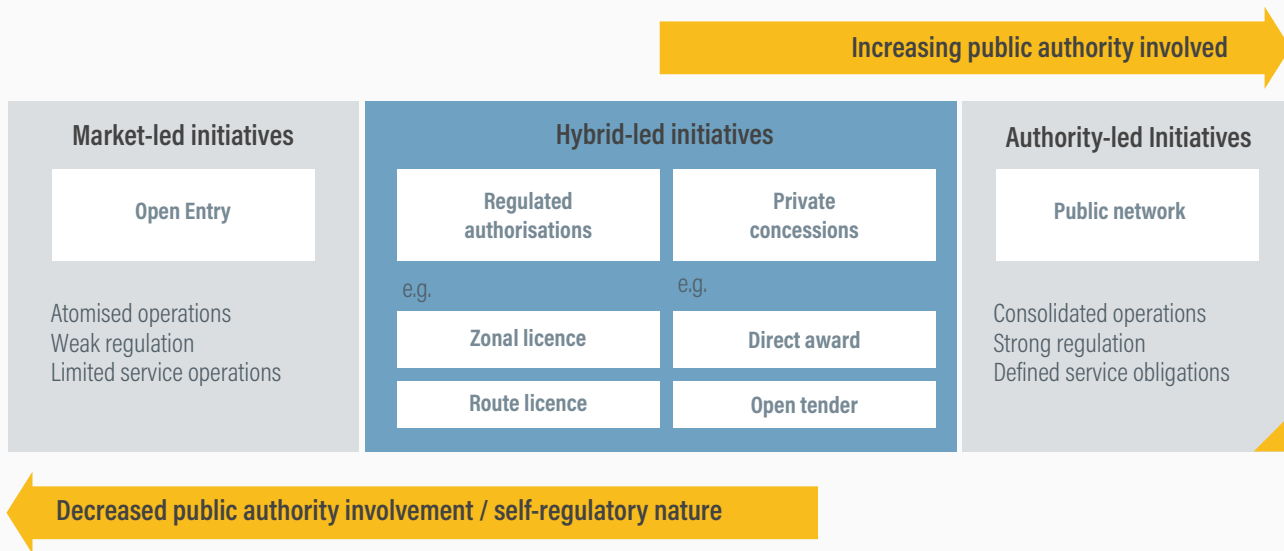 Increasing public authority involved
Market-led initiatives
Open Entry
Atomised operations
Weak regulation
Limited service operations
Hybrid-led initiatives
Regulated
authorisations
e.g.
Zonal licence
Route licence
Private
concessions
e.g.
Direct award
Open tender
Authority-led Initiatives
Public network
Consolidated operations
Strong regulation
Defined service obligations
Decreased public authority involvement / self-regulatory nature